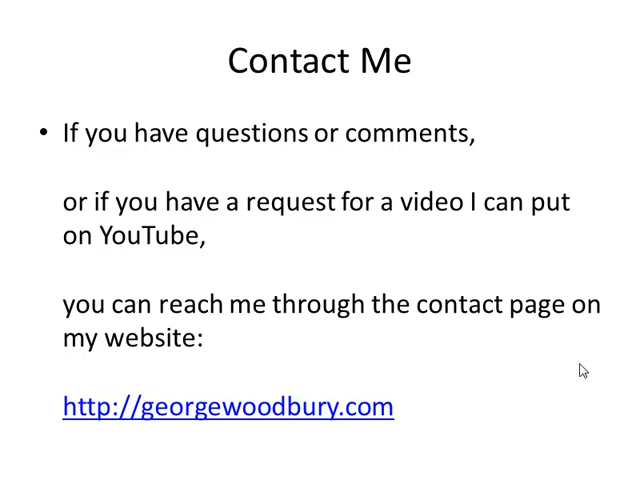 Contact Me
• If you have questions or comments,
or if you have a request for a video I can put
on YouTube,
you can reach me through the contact page on
my website:
http://georgewoodbury.com